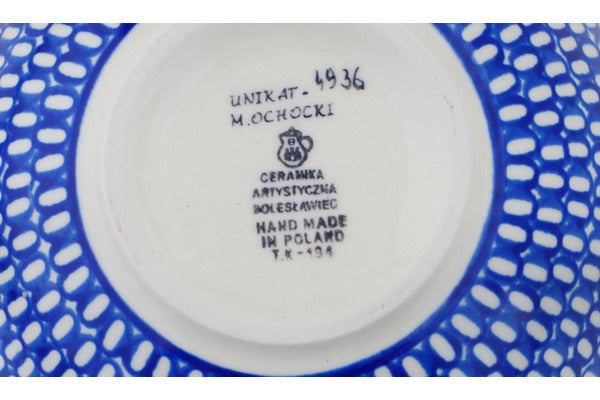 UNIKAT - 4936
M.OCHOCKI
CERAMIKA
ARTYSTYCZNA
BOLESŁAWIEC
HAND MADE
IN POLAND
T.K-194